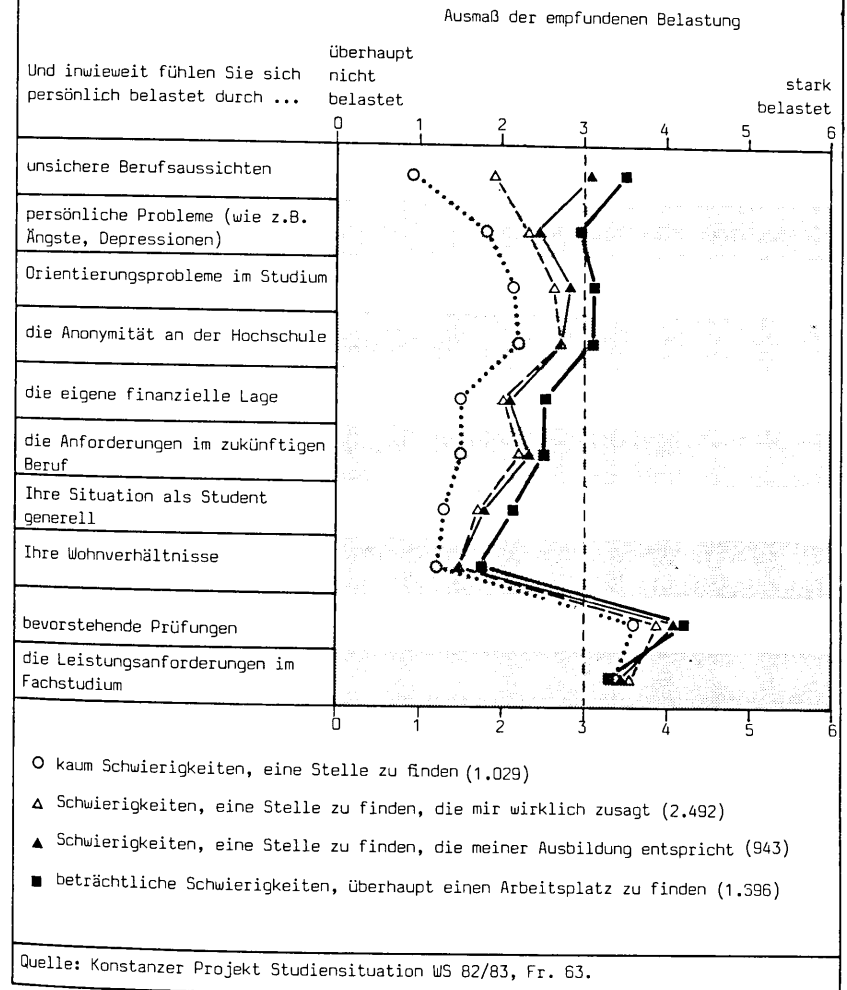 Ausmaß der empfundenen Belastung
Und inwieweit fühlen Sie sich
persönlich belastet durch ...
überhaupt
nicht
belastet
stark
belastet
0 1 2 3 4 5 6
unsichere Berufsaussichten
persönliche Probleme (wie z.B.
Ängste, Depressionen)
Orientierungsprobleme im Studium
die Anonymität an der Hochschule
die eigene finanzielle Lage
die Anforderungen im zukünftigen
Beruf
Ihre Situation als Student
generell
Ihre Wohnverhältnisse
bevorstehende Prüfungen
die Leistungsanforderungen im
Fachstudium
0 1 2 3 4 5 6
kaum Schwierigkeiten, eine Stelle zu finden (1.029)
Schwierigkeiten, eine Stelle zu finden, die mir wirklich zusagt (2.492)
Schwierigkeiten, eine Stelle zu finden, die meiner Ausbildung entspricht (943)
beträchtliche Schwierigkeiten, überhaupt einen Arbeitsplatz zu finden
Quelle: Konstanzer Projekt Studiensituation WS 82/83, Fr. 63.